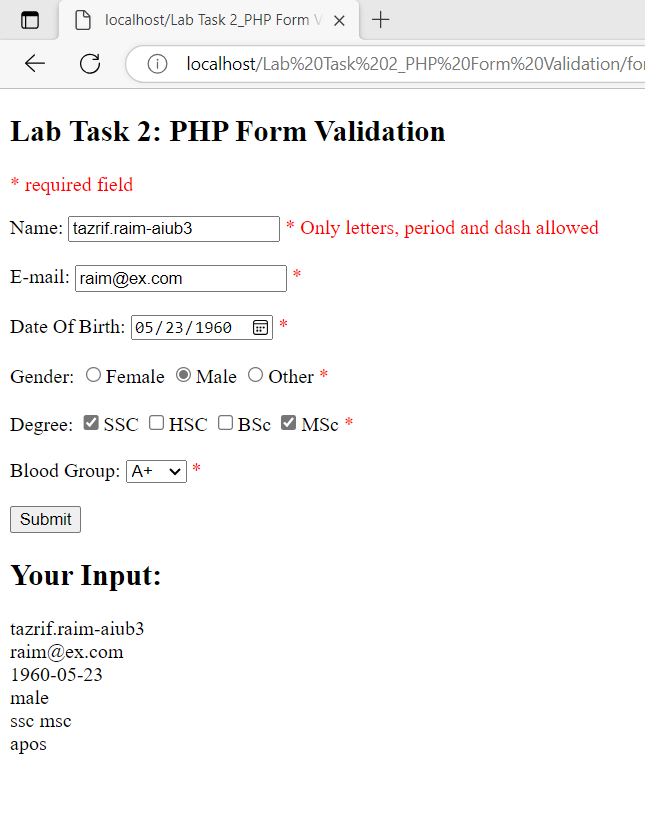 localhost/Lab Task 2_PHP Form V
localhost/Lab%20Task%202_PHP%20Form%20Validation/for
Lab Task 2: PHP Form Validation
* required field
Name: tazrif.raim-aiub3 * Only letters, period and dash allowed
E-mail: raim@ex.com *
Date Of Birth: 05/23/1960 *
Gender: Female Male Other *
Degree: SSC HSC BSc MSc *
Blood Group: A+ *
Submit
Your Input:
tazrif.raim-aiub3
raim@ex.com
1960-05-23
male
ssc msc
apos